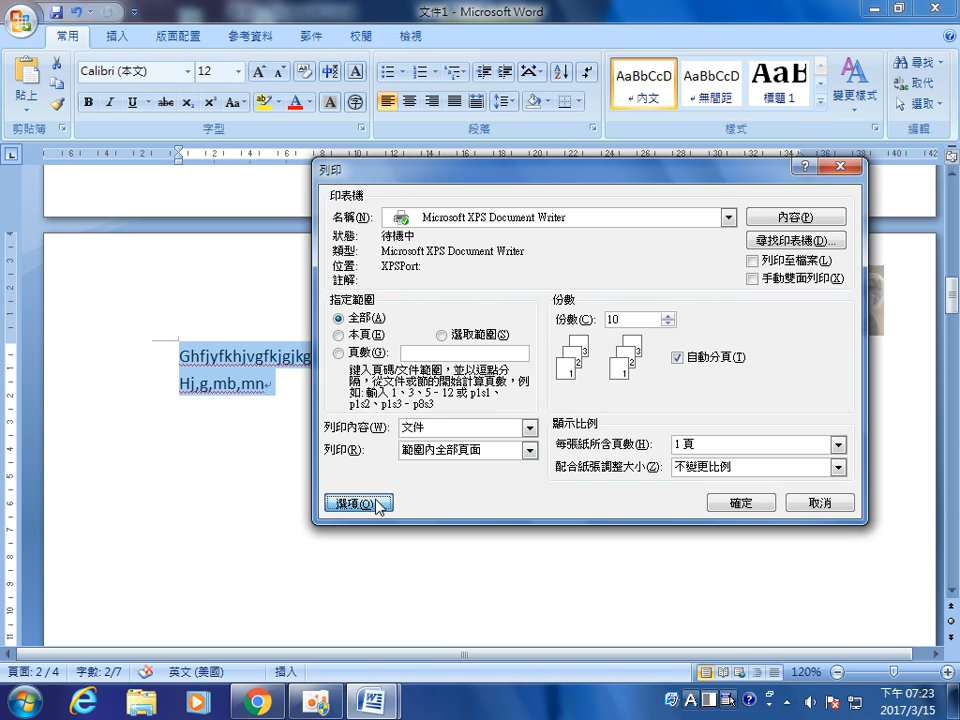 文件1 - Microsoft Word
常用 插入 版面配置 參考資料 郵件 校閱 檢視
貼上
剪貼簿
Calibri (本文) 12
B I U abc x₂ x² Aa
字型
段落
AaBbCcD AaBbCcD AaB
內文 無間距 標題 1
變更樣式
樣式
尋找
取代
選取
編輯
列印
印表機
名稱(N): Microsoft XPS Document Writer 內容(P)
狀態: 待機中
類型: Microsoft XPS Document Writer
位置: XPSPort:
註解:
尋找印表機(D)...
列印至檔案(L)
手動雙面列印(X)
指定範圍
全部(A)
本頁(E) 選取範圍(S)
頁數(G):
鍵入頁碼/文件範圍，並以逗點分
隔，從文件或節的開始計算頁數，例
如: 輸入 1、3、5－12 或 p1s1、
p1s2、p1s3－p8s3
份數
份數(C): 10
自動分頁(T)
列印內容(W): 文件
列印(R): 範圍內全部頁面
顯示比例
每張紙所含頁數(H): 1 頁
配合紙張調整大小(Z): 不變更比例
選項(O) 確定 取消
Ghfjyfkhjvgfkjgjkg
Hj,g,mb,mn
頁面: 2 / 4 字數: 2/7 英文 (美國) 插入 120%
下午 07:23
2017/3/15